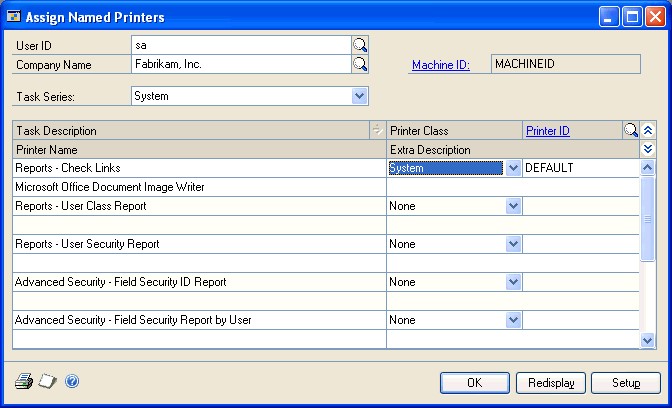 Assign Named Printers
User ID sa
Company Name Fabrikam, Inc. Machine ID: MACHINEID
Task Series: System
Task Description Printer Class Printer ID
Printer Name Extra Description
Reports - Check Links System DEFAULT
Microsoft Office Document Image Writer
Reports - User Class Report None
Reports - User Security Report None
Advanced Security - Field Security ID Report None
Advanced Security - Field Security Report by User None
OK Redisplay Setup